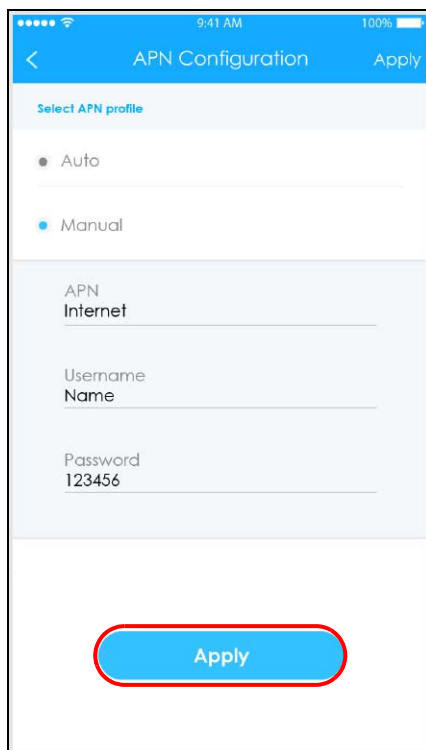 9:41 AM 100%
APN Configuration Apply
Select APN profile
Auto
Manual
APN
Internet
Username
Name
Password
123456
Apply